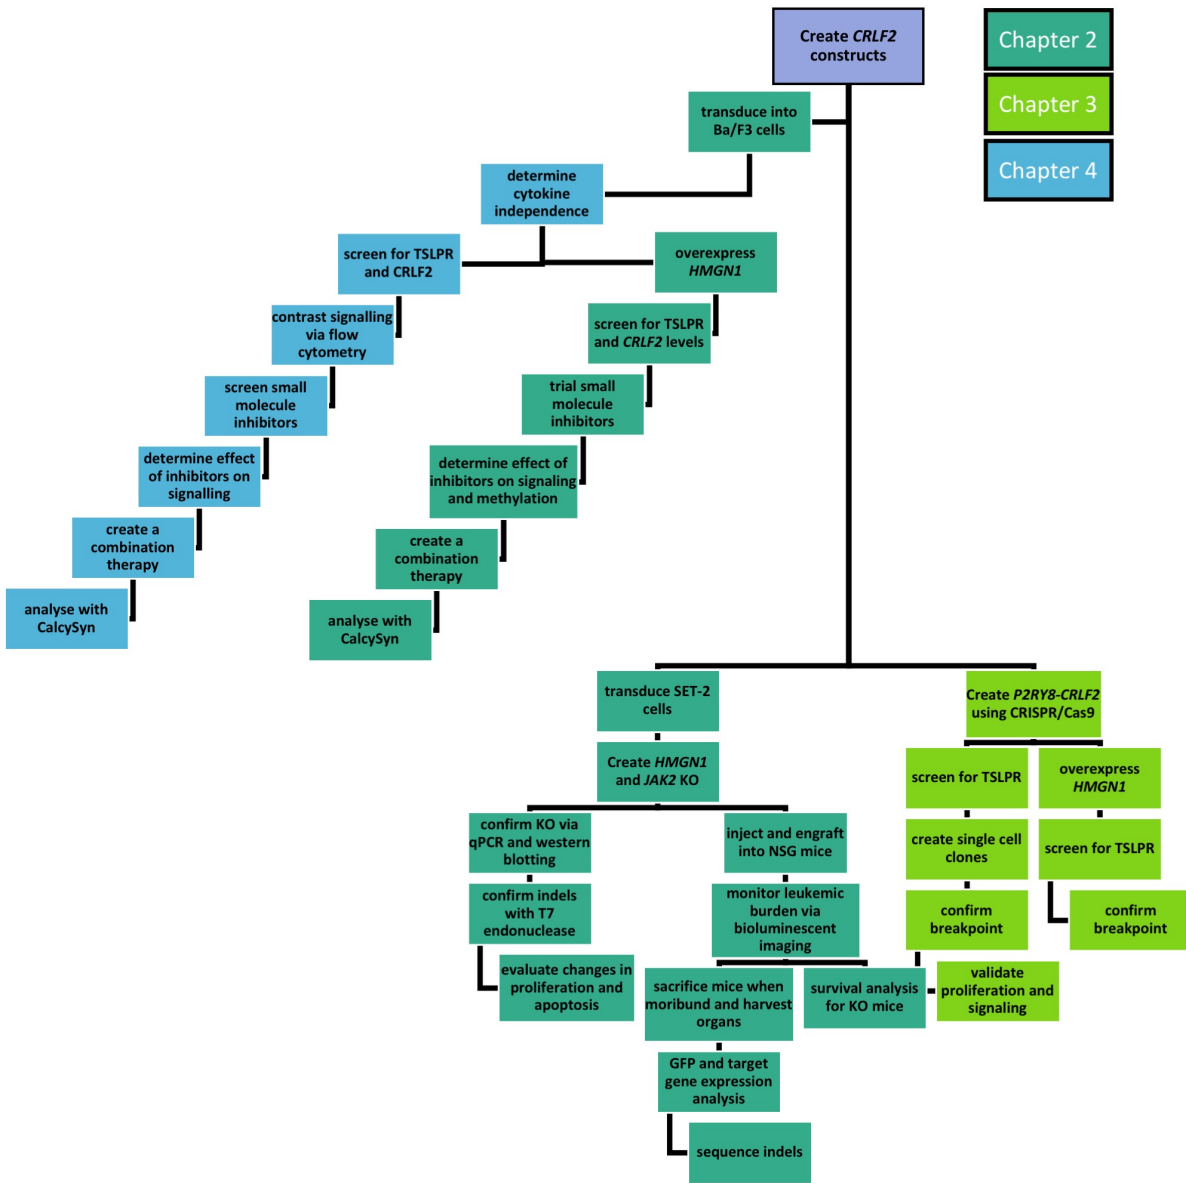 Create CRLF2
constructs
Chapter 2
Chapter 3
Chapter 4
transduce into
Ba/F3 cells
determine
cytokine
independence
screen for TSLPR
and CRLF2
overexpress
HMGN1
contrast signalling
via flow
cytometry
screen for TSLPR
and CRLF2 levels
screen small
molecule
inhibitors
trial small
molecule
inhibitors
determine effect
of inhibitors on
signalling
determine effect of
inhibitors on signaling
and methylation
create a
combination
therapy
create a
combination
therapy
analyse with
CalcySyn
analyse with
CalcySyn
transduce SET-2
cells
Create P2RY8-CRLF2
using CRISPR/Cas9
Create HMGN1
and JAK2 KO
screen for TSLPR
overexpress
HMGN1
confirm KO via
qPCR and western
blotting
inject and engraft
into NSG mice
create single cell
clones
screen for TSLPR
confirm indels
with T7
endonuclease
monitor leukemic
burden via
bioluminescent
imaging
confirm
breakpoint
confirm
breakpoint
evaluate changes in
proliferation and
apoptosis
sacrifice mice when
moribund and harvest
organs
survival analysis
for KO mice
validate
proliferation and
signaling
GFP and target
gene expression
analysis
sequence indels